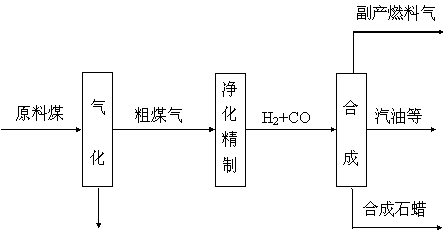 副产燃料气
原料煤
气化
粗煤气
净化精制
H₂+CO
合成
汽油等
合成石蜡